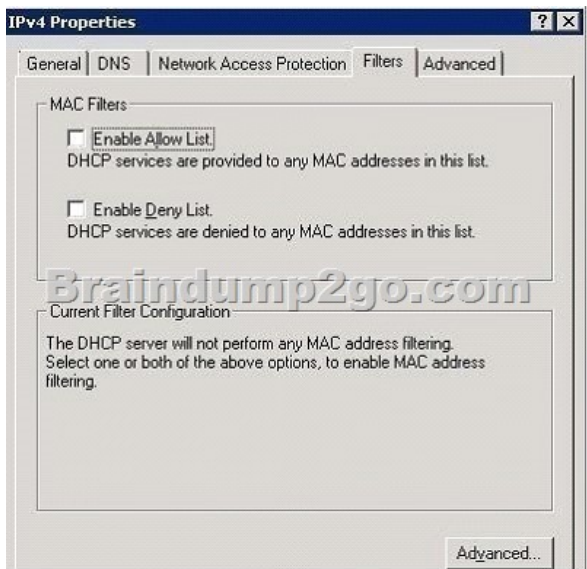 IPv4 Properties
General DNS Network Access Protection Filters Advanced
MAC Filters
Enable Allow List.
DHCP services are provided to any MAC addresses in this list.
Enable Deny List.
DHCP services are denied to any MAC addresses in this list.
Braindump2go.com
Current Filter Configuration
The DHCP server will not perform any MAC address filtering.
Select one or both of the above options, to enable MAC address
filtering.
Advanced...